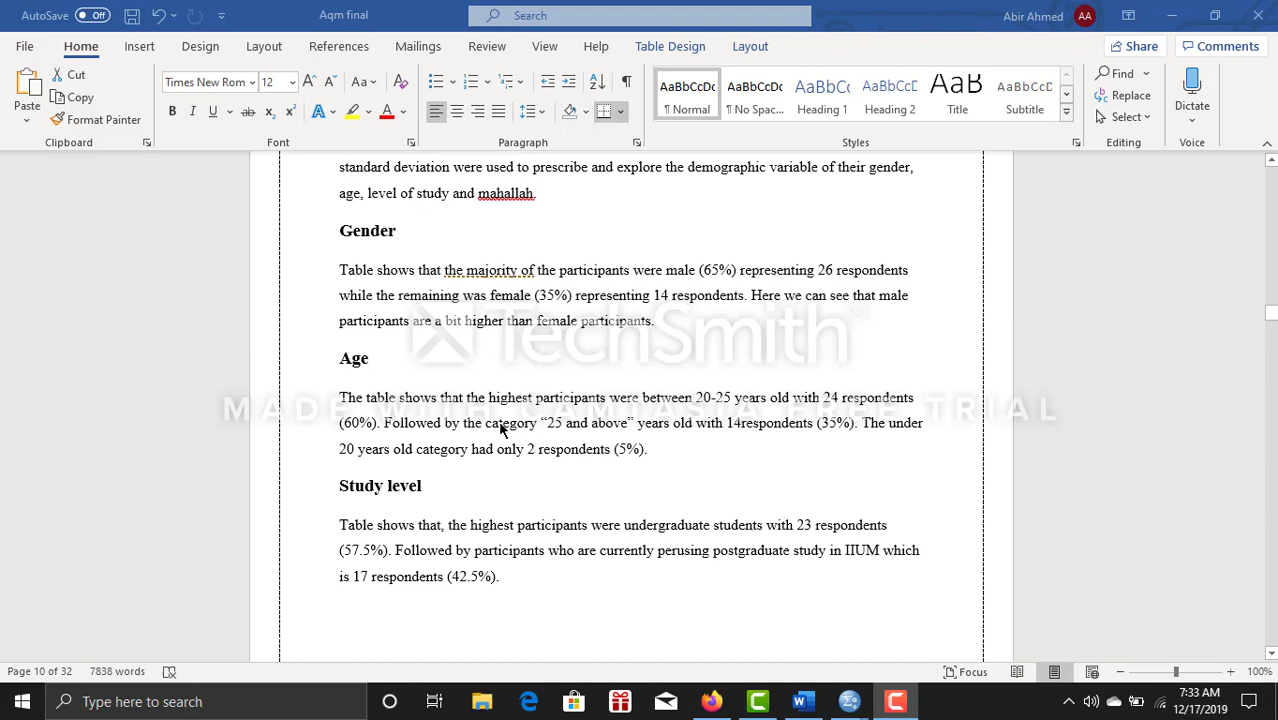 AutoSave Off Aqm final Search Abir Ahmed AA
File Home Insert Design Layout References Mailings Review View Help Table Design Layout Share Comments
Paste Cut Times New Rom 12 Aa AaBbCcDc AaBbCcDc AaBbC( AaBbCcE AaB AaBbCcD Find Dictate
Copy Replace
Format Painter B I U ab x₂ x² A A ¶ Normal ¶ No Spac... Heading 1 Heading 2 Title Subtitle Select
Clipboard Font Paragraph Styles Editing Voice
standard deviation were used to prescribe and explore the demographic variable of their gender,
age, level of study and mahallah.
Gender
Table shows that the majority of the participants were male (65%) representing 26 respondents
while the remaining was female (35%) representing 14 respondents. Here we can see that male
participants are a bit higher than female participants.
TechSmith
Age
The table shows that the highest participants were between 20-25 years old with 24 respondents
MADE WITH CAMTASIA FREE TRIAL
(60%). Followed by the category “25 and above” years old with 14respondents (35%). The under
20 years old category had only 2 respondents (5%).
Study level
Table shows that, the highest participants were undergraduate students with 23 respondents
(57.5%). Followed by participants who are currently perusing postgraduate study in IIUM which
is 17 respondents (42.5%).
Page 10 of 32 7838 words Focus 100%
Type here to search 7:33 AM
12/17/2019